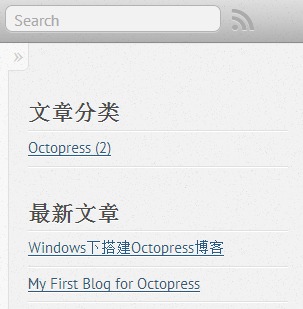 Search
»
文章分类
Octopress (2)
最新文章
Windows下搭建Octopress博客
My First Blog for Octopress